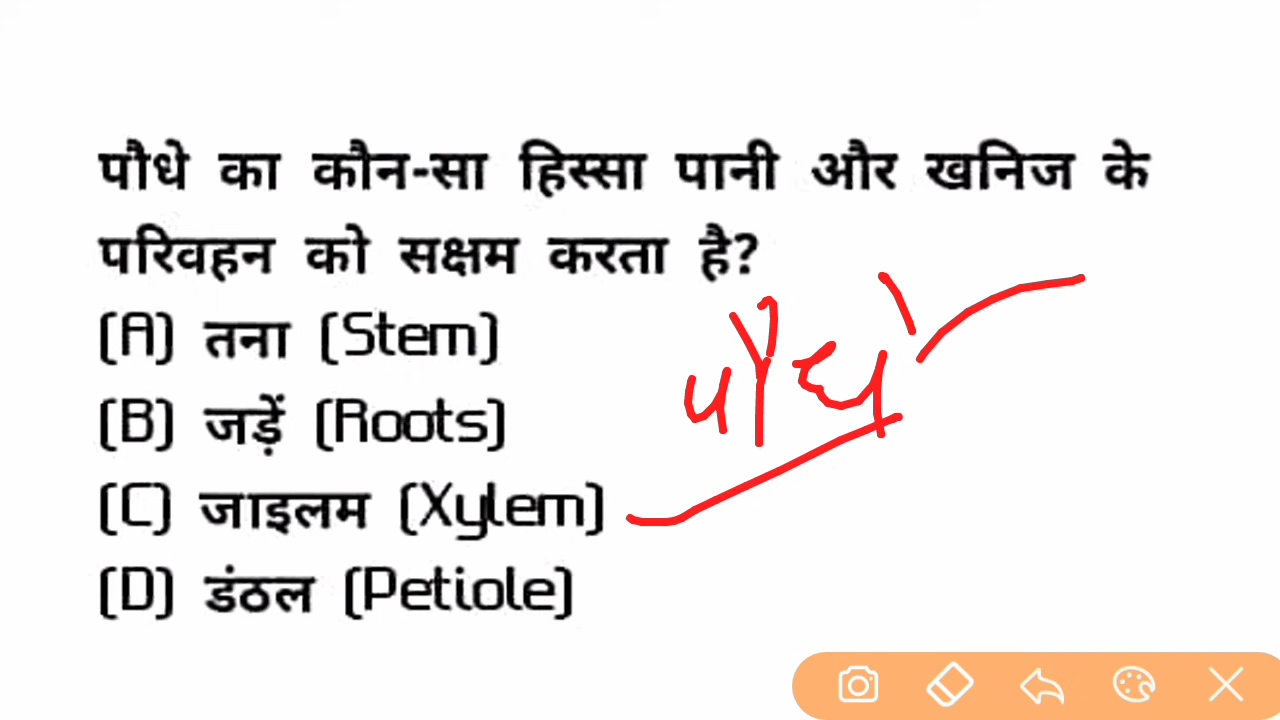 पौधे का कौन-सा हिस्सा पानी और खनिज के
परिवहन को सक्षम करता है?
(A) तना (Stem)
(B) जड़ें (Roots)
(C) जाइलम (Xylem)
(D) डंठल (Petiole)